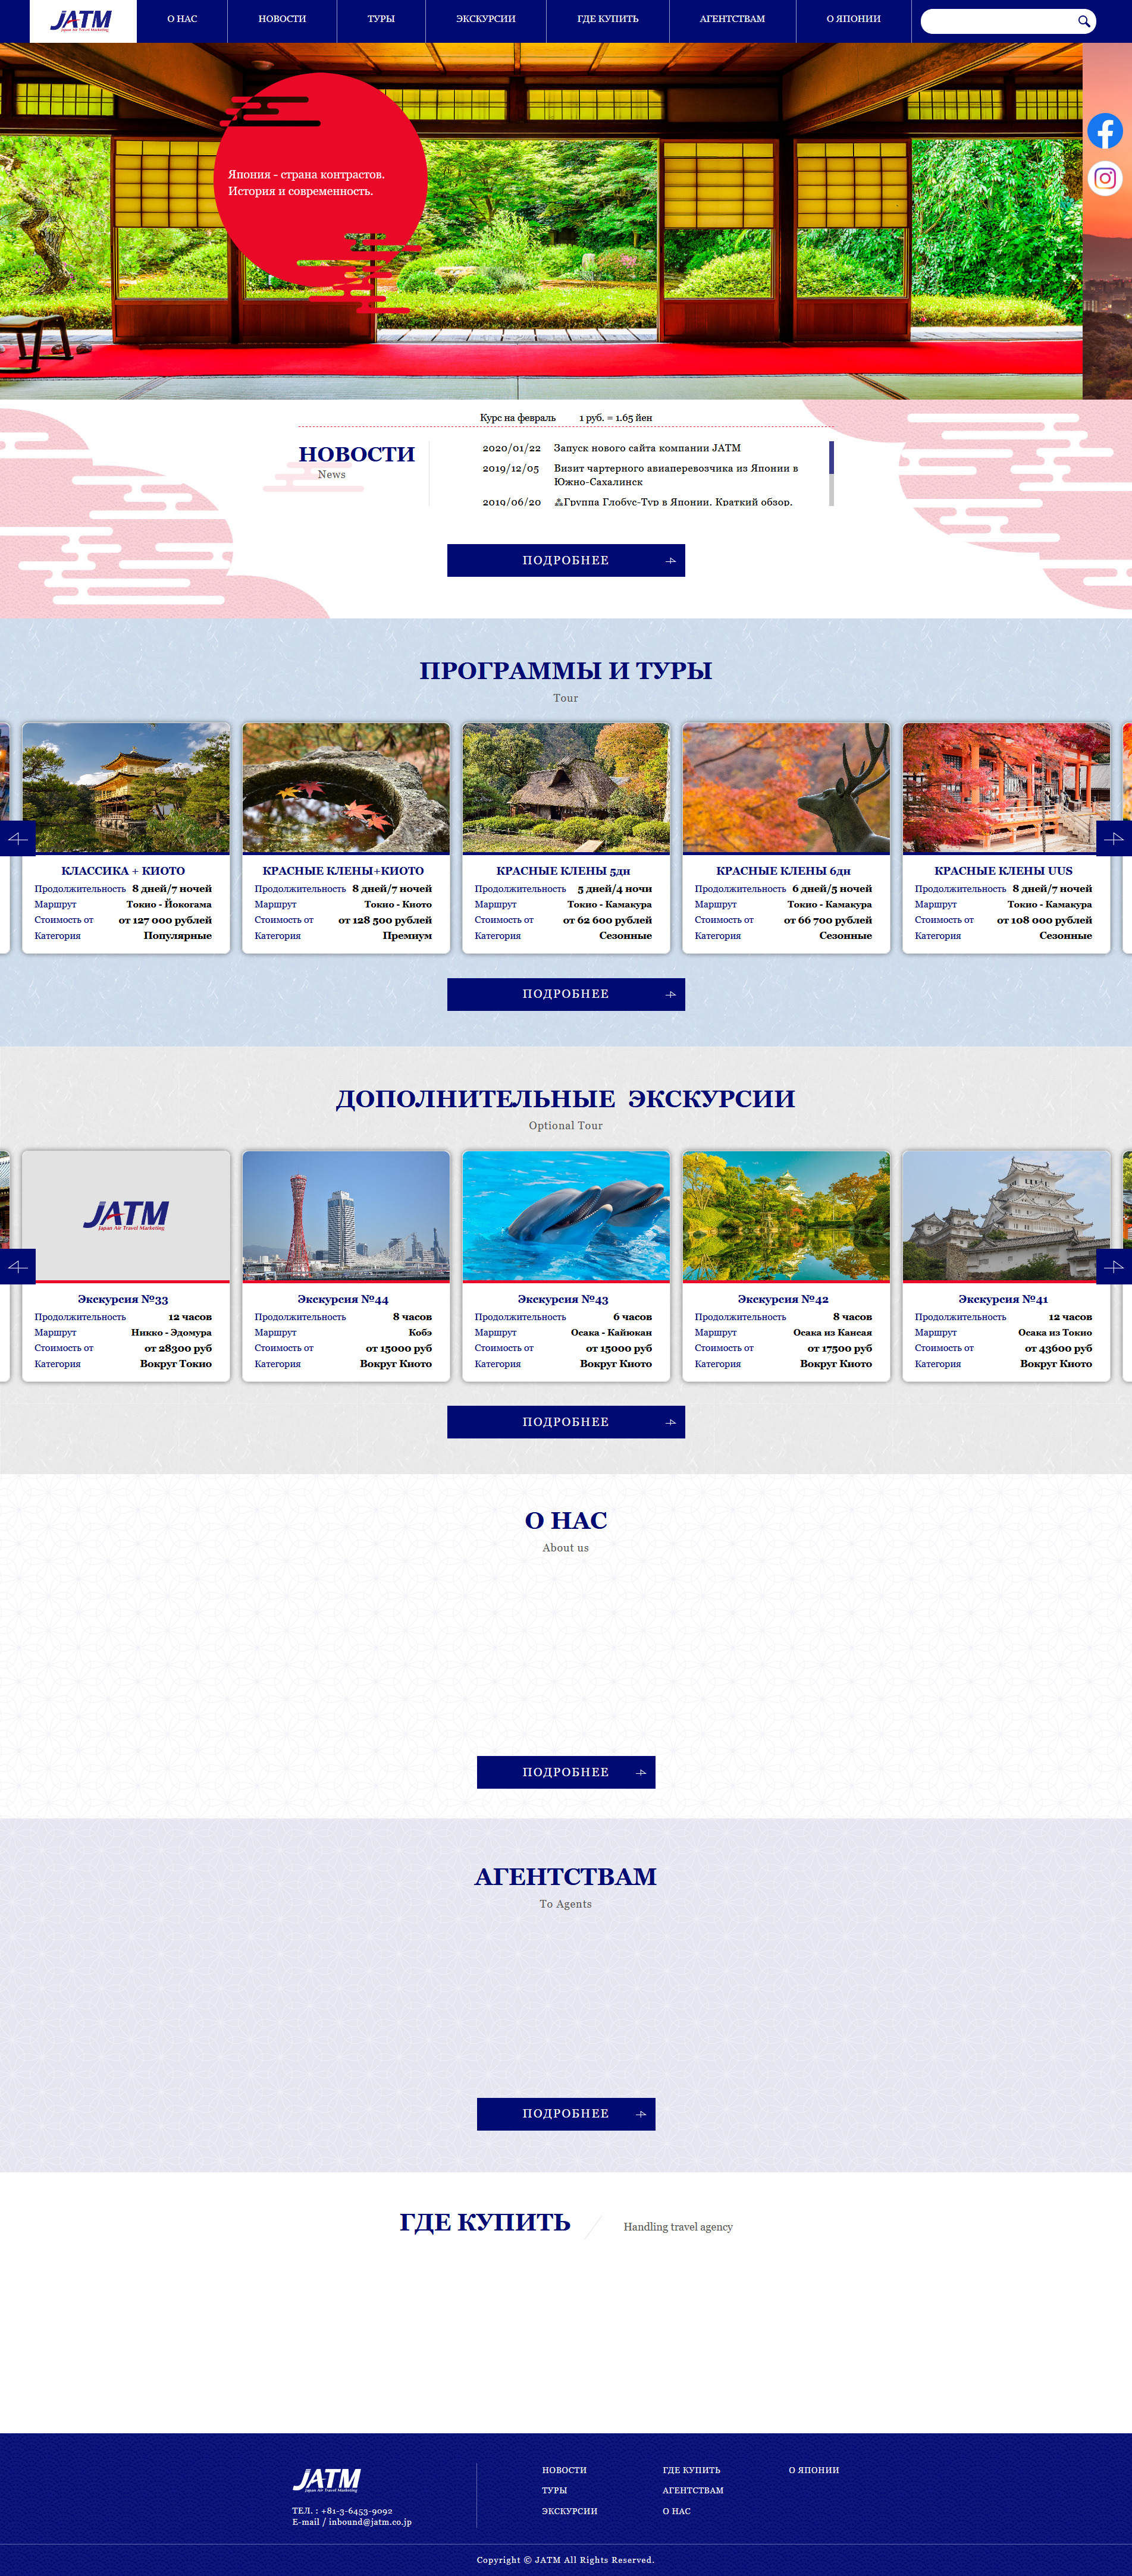 JATM
Japan Air Travel Marketing
О НАС
НОВОСТИ
ТУРЫ
ЭКСКУРСИИ
ГДЕ КУПИТЬ
АГЕНТСТВАМ
О ЯПОНИИ
Япония - страна контрастов.
История и современность.
Курс на февраль 1 руб. = 1.65 йен
НОВОСТИ
News
2020/01/22 Запуск нового сайта компании JATM
2019/12/05 Визит чартерного авиаперевозчика из Японии в
Южно-Сахалинск
2019/06/20 ⁂Группа Глобус-Тур в Японии. Краткий обзор.
ПОДРОБНЕЕ
ПРОГРАММЫ И ТУРЫ
Tour
КЛАССИКА + КИОТО
Продолжительность 8 дней/7 ночей
Маршрут Токио - Йокогама
Стоимость от от 127 000 рублей
Категория Популярные
КРАСНЫЕ КЛЕНЫ+КИОТО
Продолжительность 8 дней/7 ночей
Маршрут Токио - Киото
Стоимость от от 128 500 рублей
Категория Премиум
КРАСНЫЕ КЛЕНЫ 5дн
Продолжительность 5 дней/4 ночи
Маршрут Токио - Камакура
Стоимость от от 62 600 рублей
Категория Сезонные
КРАСНЫЕ КЛЕНЫ 6дн
Продолжительность 6 дней/5 ночей
Маршрут Токио - Камакура
Стоимость от от 66 700 рублей
Категория Сезонные
КРАСНЫЕ КЛЕНЫ UUS
Продолжительность 8 дней/7 ночей
Маршрут Токио - Камакура
Стоимость от от 108 000 рублей
Категория Сезонные
ПОДРОБНЕЕ
ДОПОЛНИТЕЛЬНЫЕ ЭКСКУРСИИ
Optional Tour
JATM
Japan Air Travel Marketing
Экскурсия №33
Продолжительность 12 часов
Маршрут Никко - Эдомура
Стоимость от от 28300 руб
Категория Вокруг Токио
Экскурсия №44
Продолжительность 8 часов
Маршрут Кобэ
Стоимость от от 15000 руб
Категория Вокруг Киото
Экскурсия №43
Продолжительность 6 часов
Маршрут Осака - Кайюкан
Стоимость от от 15000 руб
Категория Вокруг Киото
Экскурсия №42
Продолжительность 8 часов
Маршрут Осака из Кансая
Стоимость от от 17500 руб
Категория Вокруг Киото
Экскурсия №41
Продолжительность 12 часов
Маршрут Осака из Токио
Стоимость от от 43600 руб
Категория Вокруг Киото
ПОДРОБНЕЕ
О НАС
About us
ПОДРОБНЕЕ
АГЕНТСТВАМ
To Agents
ПОДРОБНЕЕ
ГДЕ КУПИТЬ
Handling travel agency
JATM
Japan Air Travel Marketing
ТЕЛ. : +81-3-6453-9092
E-mail / inbound@jatm.co.jp
НОВОСТИ
ТУРЫ
ЭКСКУРСИИ
ГДЕ КУПИТЬ
АГЕНТСТВАМ
О НАС
О ЯПОНИИ
Copyright © JATM All Rights Reserved.